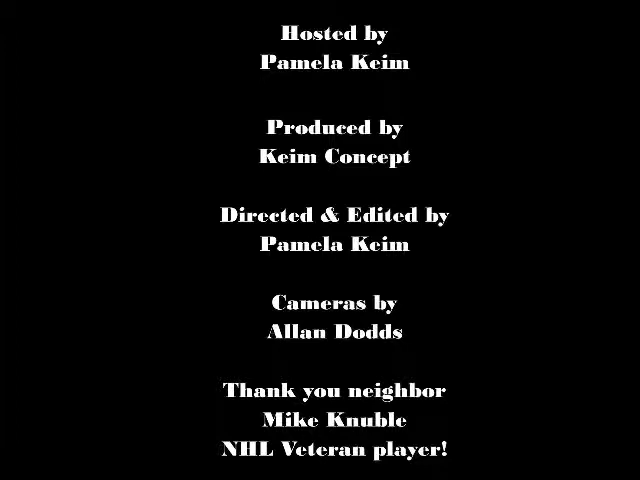 Hosted by
Pamela Keim
Produced by
Keim Concept
Directed & Edited by
Pamela Keim
Cameras by
Allan Dodds
Thank you neighbor
Mike Knuble
NHL Veteran player!